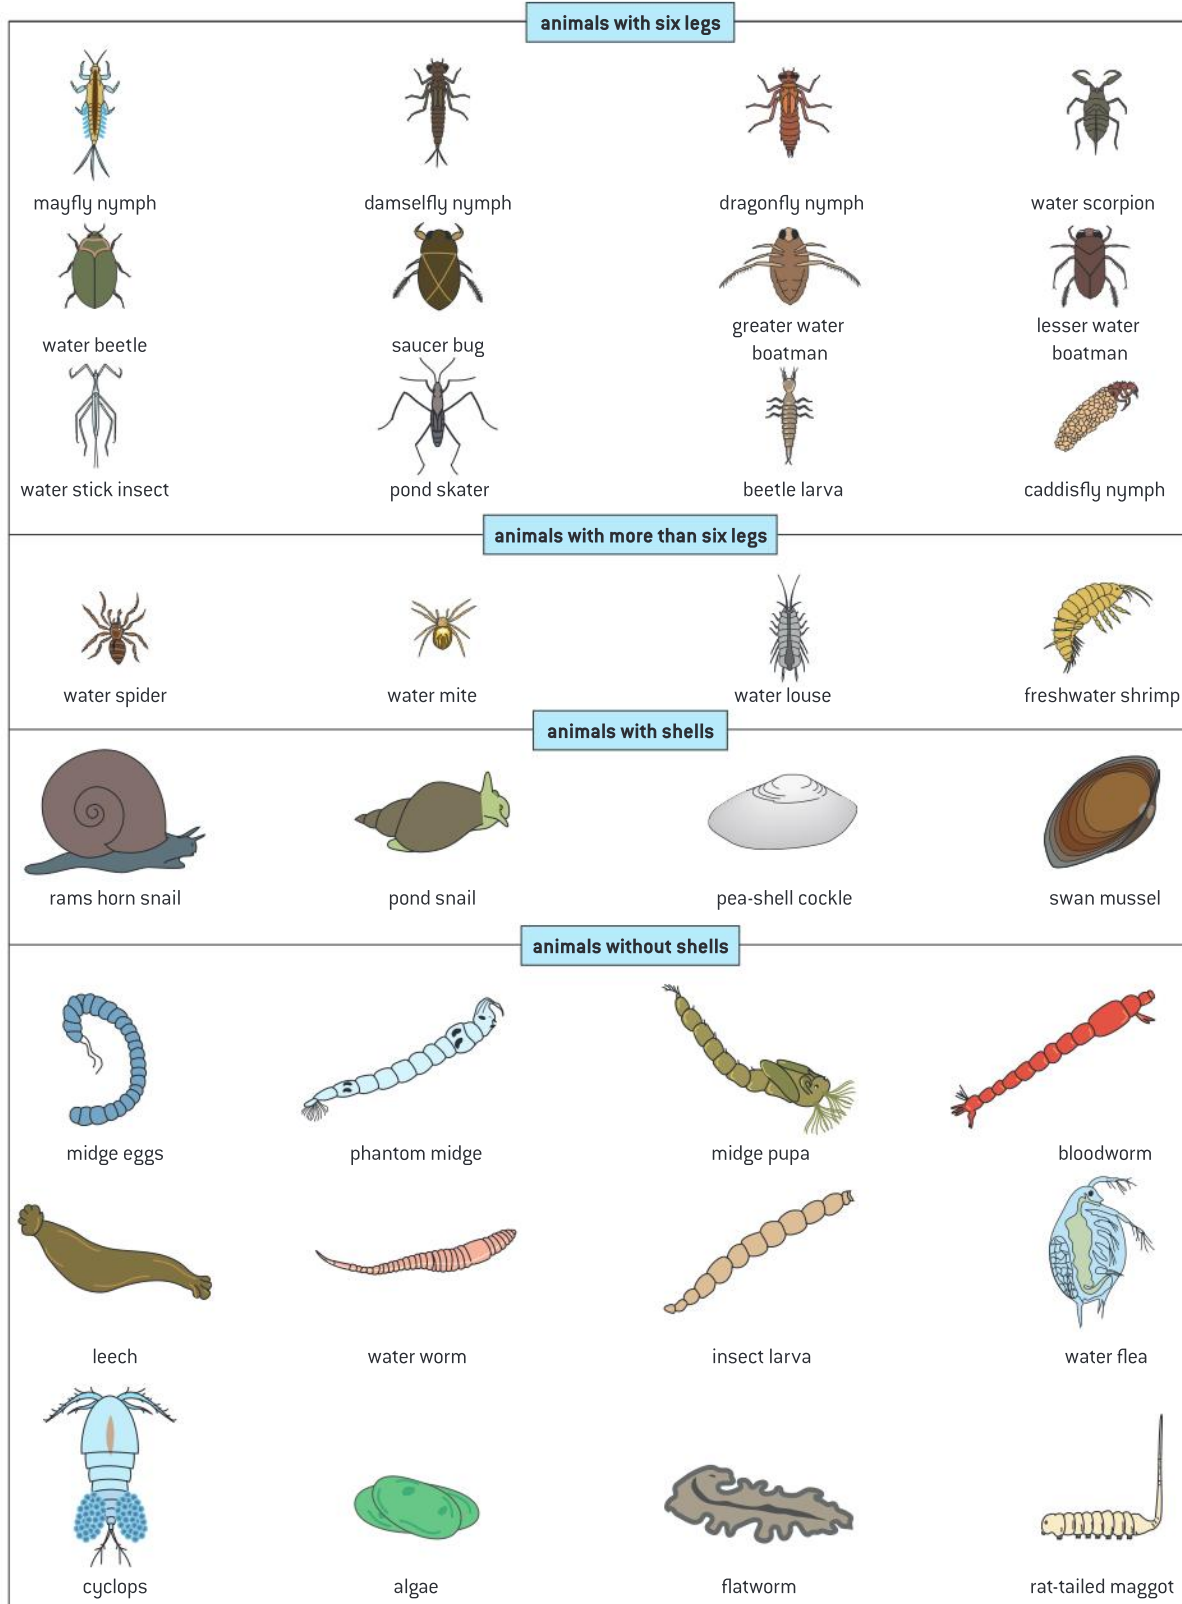 animals with six legs
mayfly nymph
damselfly nymph
dragonfly nymph
water scorpion
water beetle
saucer bug
greater water
boatman
lesser water
boatman
water stick insect
pond skater
beetle larva
caddisfly nymph
animals with more than six legs
water spider
water mite
water louse
freshwater shrimp
animals with shells
rams horn snail
pond snail
pea-shell cockle
swan mussel
animals without shells
midge eggs
phantom midge
midge pupa
bloodworm
leech
water worm
insect larva
water flea
cyclops
algae
flatworm
rat-tailed maggot